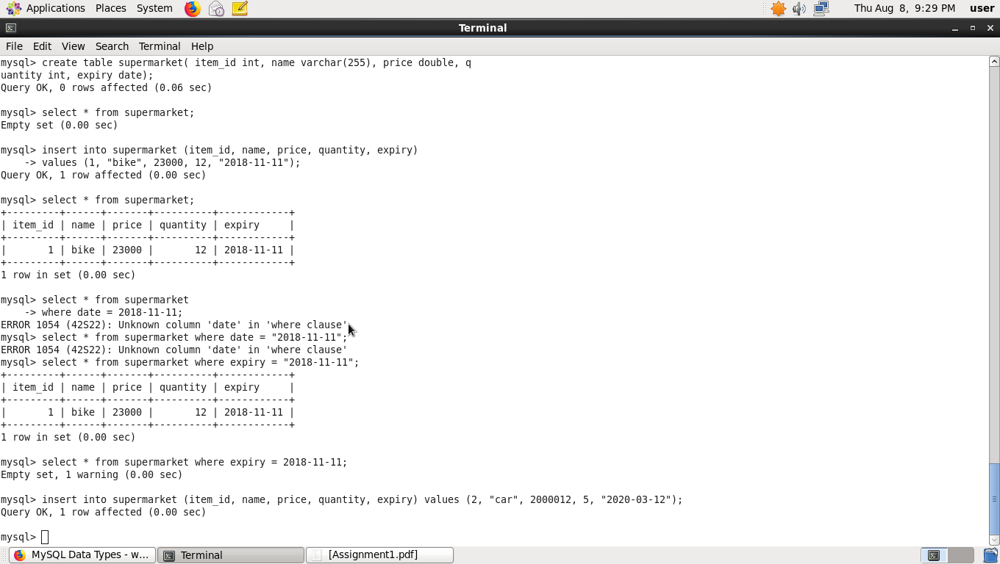 Applications Places System Thu Aug 8, 9:29 PM user
Terminal
File Edit View Search Terminal Help
mysql> create table supermarket( item_id int, name varchar(255), price double, q
uantity int, expiry date);
Query OK, 0 rows affected (0.06 sec)
mysql> select * from supermarket;
Empty set (0.00 sec)
mysql> insert into supermarket (item_id, name, price, quantity, expiry)
    -> values (1, "bike", 23000, 12, "2018-11-11");
Query OK, 1 row affected (0.00 sec)
mysql> select * from supermarket;
+---------+------+-------+----------+------------+
| item_id | name | price | quantity | expiry     |
+---------+------+-------+----------+------------+
|       1 | bike | 23000 |       12 | 2018-11-11 |
+---------+------+-------+----------+------------+
1 row in set (0.00 sec)
mysql> select * from supermarket
    -> where date = 2018-11-11;
ERROR 1054 (42S22): Unknown column 'date' in 'where clause'
mysql> select * from supermarket where date = "2018-11-11";
ERROR 1054 (42S22): Unknown column 'date' in 'where clause'
mysql> select * from supermarket where expiry = "2018-11-11";
+---------+------+-------+----------+------------+
| item_id | name | price | quantity | expiry     |
+---------+------+-------+----------+------------+
|       1 | bike | 23000 |       12 | 2018-11-11 |
+---------+------+-------+----------+------------+
1 row in set (0.00 sec)
mysql> select * from supermarket where expiry = 2018-11-11;
Empty set, 1 warning (0.00 sec)
mysql> insert into supermarket (item_id, name, price, quantity, expiry) values (2, "car", 2000012, 5, "2020-03-12");
Query OK, 1 row affected (0.00 sec)
mysql>
MySQL Data Types - w... Terminal [Assignment1.pdf]